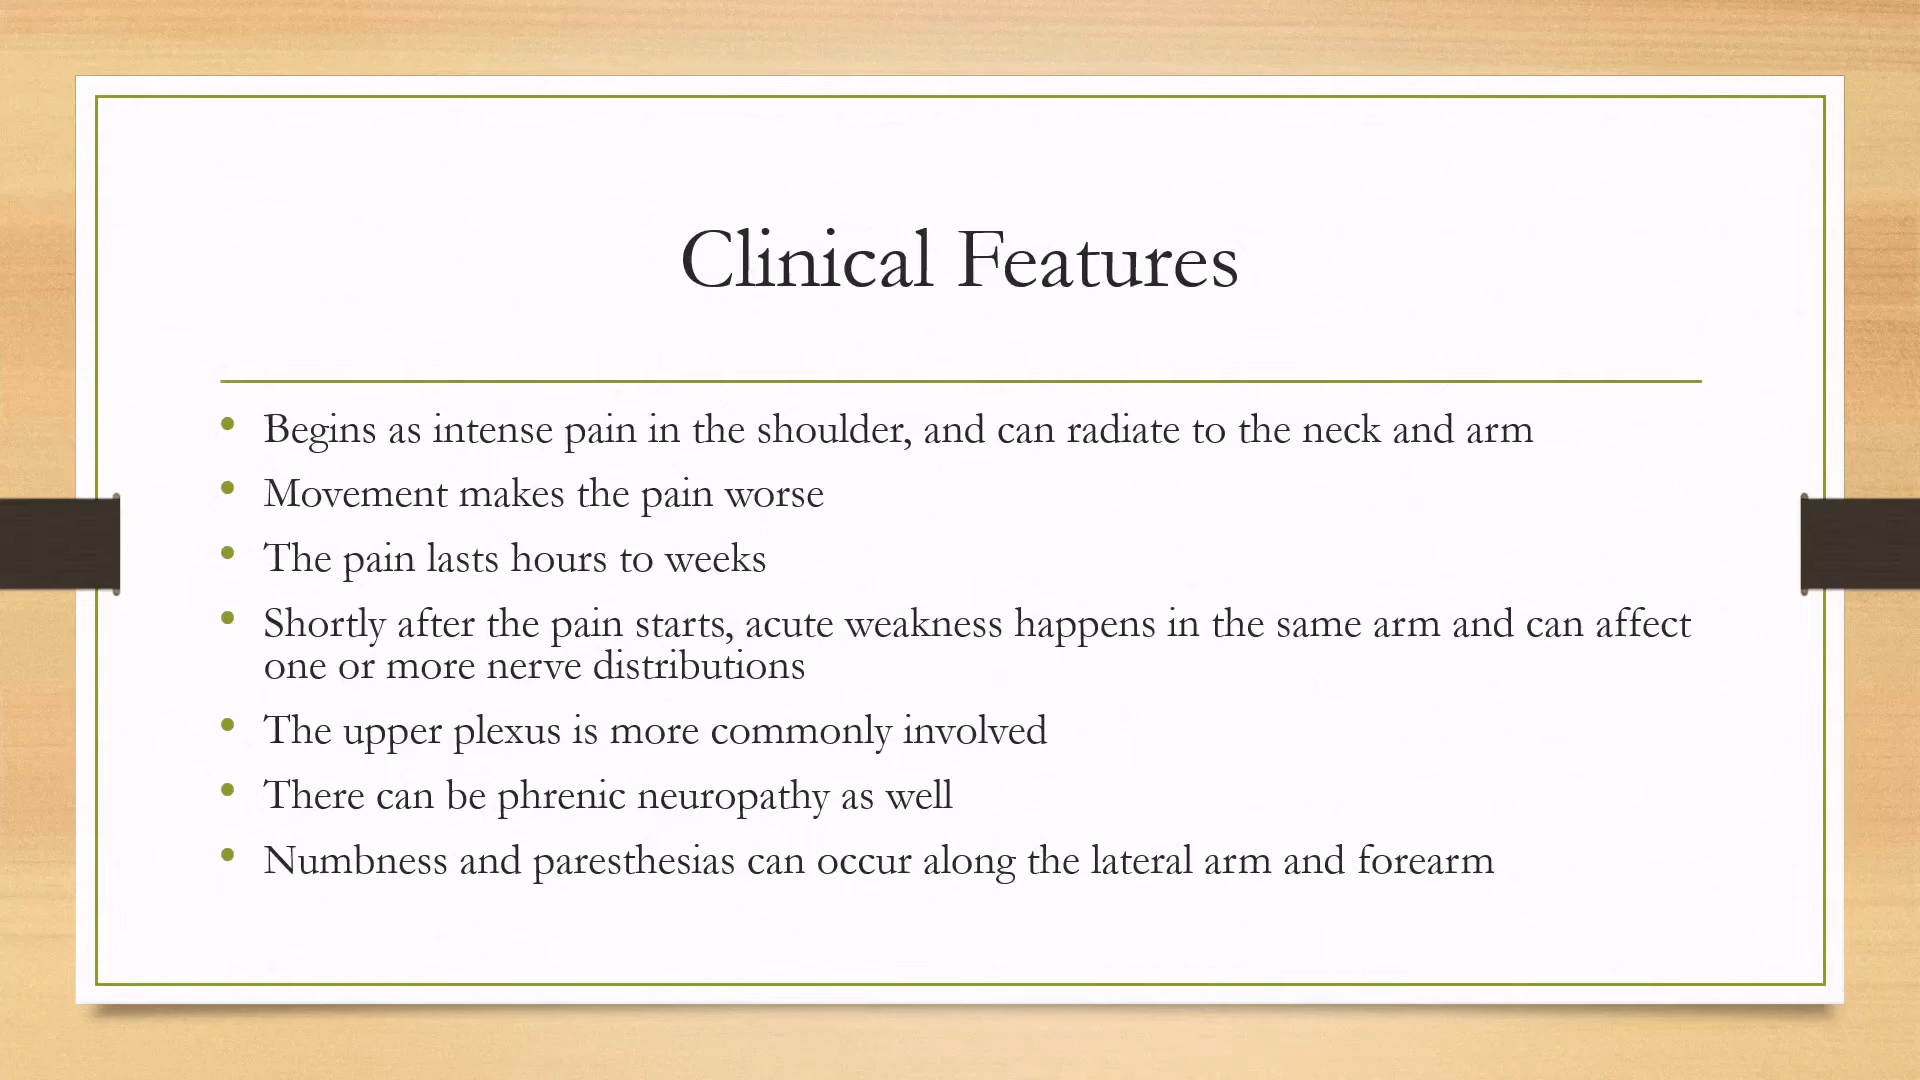 Clinical Features
• Begins as intense pain in the shoulder, and can radiate to the neck and arm
• Movement makes the pain worse
• The pain lasts hours to weeks
• Shortly after the pain starts, acute weakness happens in the same arm and can affect
one or more nerve distributions
• The upper plexus is more commonly involved
• There can be phrenic neuropathy as well
• Numbness and paresthesias can occur along the lateral arm and forearm